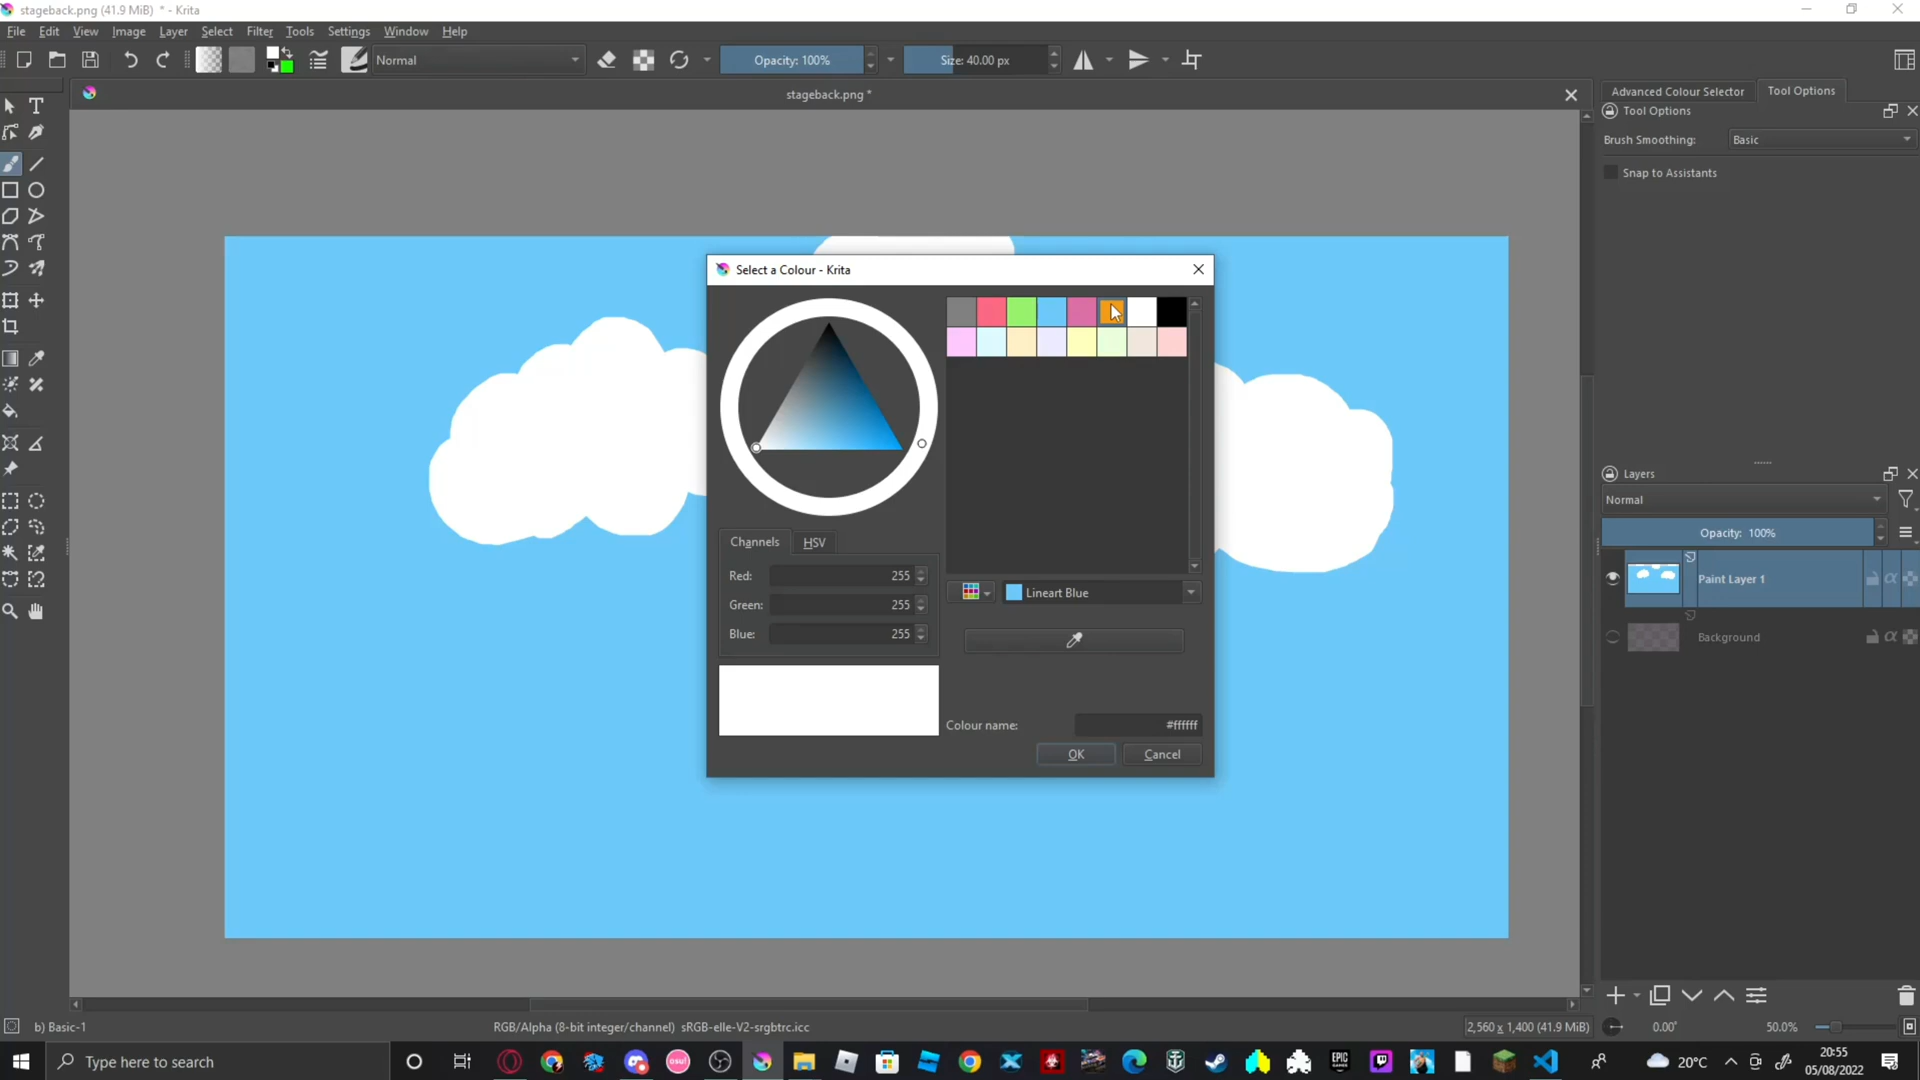 stageback.png (41.9 MiB) * - Krita
File Edit View Image Layer Select Filter Tools Settings Window Help
Normal
Opacity: 100%
Size: 40.00 px
stageback.png *
Advanced Colour Selector
Tool Options
Tool Options
Brush Smoothing:
Basic
Snap to Assistants
Select a Colour - Krita
Channels
HSV
Red:
255
Green:
255
Blue:
255
Lineart Blue
Colour name:
#ffffff
OK
Cancel
Layers
Normal
Opacity: 100%
Paint Layer 1
Background
b) Basic-1
RGB/Alpha (8-bit integer/channel) sRGB-elle-V2-srgbtrc.icc
2,560 x 1,400 (41.9 MiB)
0.00°
50.0%
Type here to search
osu!
EPIC
GAMES
20°C
20:55
05/08/2022